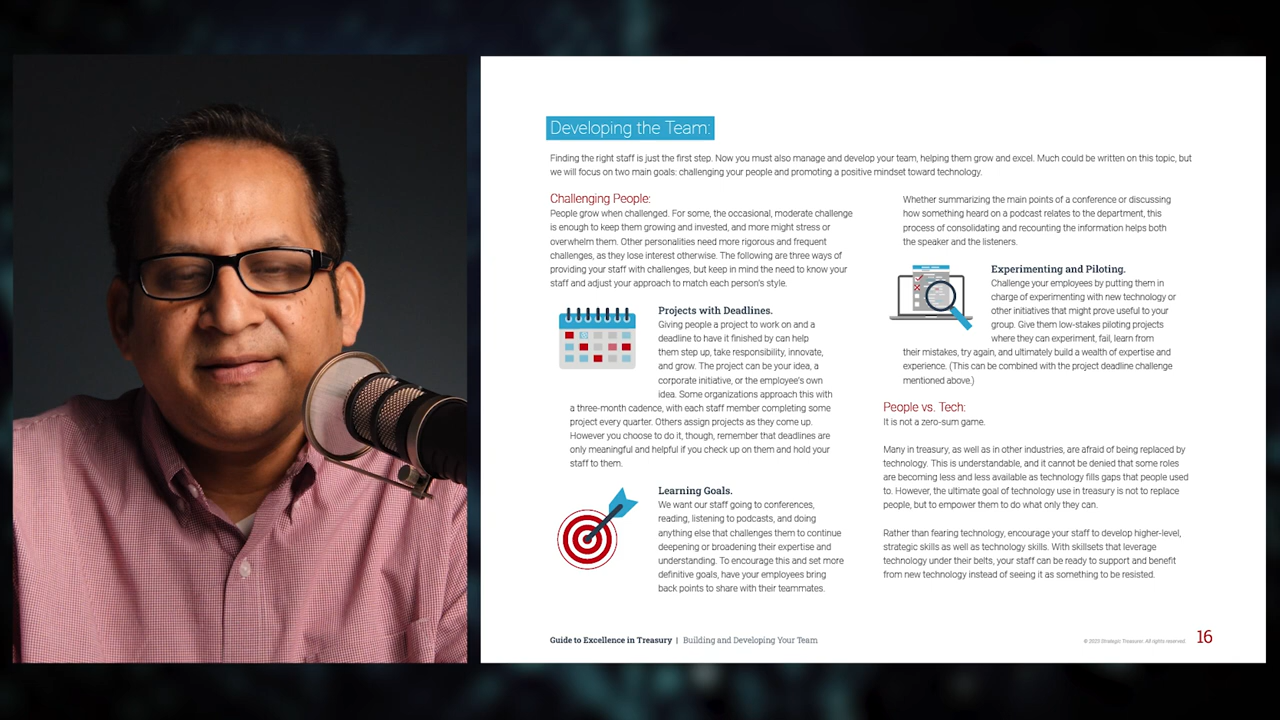 Developing the Team:
Finding the right staff is just the first step. Now you must also manage and develop your team, helping them grow and excel. Much could be written on this topic, but
we will focus on two main goals: challenging your people and promoting a positive mindset toward technology.
Challenging People:
People grow when challenged. For some, the occasional, moderate challenge
is enough to keep them growing and invested, and more might stress or
overwhelm them. Other personalities need more rigorous and frequent
challenges, as they lose interest otherwise. The following are three ways of
providing your staff with challenges, but keep in mind the need to know your
staff and adjust your approach to match each person's style.
Projects with Deadlines.
Giving people a project to work on and a
deadline to have it finished by can help
them step up, take responsibility, innovate,
and grow. The project can be your idea, a
corporate initiative, or the employee's own
idea. Some organizations approach this with
a three-month cadence, with each staff member completing some
project every quarter. Others assign projects as they come up.
However you choose to do it, though, remember that deadlines are
only meaningful and helpful if you check up on them and hold your
staff to them.
Learning Goals.
We want our staff going to conferences,
reading, listening to podcasts, and doing
anything else that challenges them to continue
deepening or broadening their expertise and
understanding. To encourage this and set more
definitive goals, have your employees bring
back points to share with their teammates.
Whether summarizing the main points of a conference or discussing
how something heard on a podcast relates to the department, this
process of consolidating and recounting the information helps both
the speaker and the listeners.
Experimenting and Piloting.
Challenge your employees by putting them in
charge of experimenting with new technology or
other initiatives that might prove useful to your
group. Give them low-stakes piloting projects
where they can experiment, fail, learn from
their mistakes, try again, and ultimately build a wealth of expertise and
experience. (This can be combined with the project deadline challenge
mentioned above.)
People vs. Tech:
It is not a zero-sum game.
Many in treasury, as well as in other industries, are afraid of being replaced by
technology. This is understandable, and it cannot be denied that some roles
are becoming less and less available as technology fills gaps that people used
to. However, the ultimate goal of technology use in treasury is not to replace
people, but to empower them to do what only they can.
Rather than fearing technology, encourage your staff to develop higher-level,
strategic skills as well as technology skills. With skillsets that leverage
technology under their belts, your staff can be ready to support and benefit
from new technology instead of seeing it as something to be resisted.
Guide to Excellence in Treasury | Building and Developing Your Team
© 2025 Strategic Treasurer. All rights reserved. 16